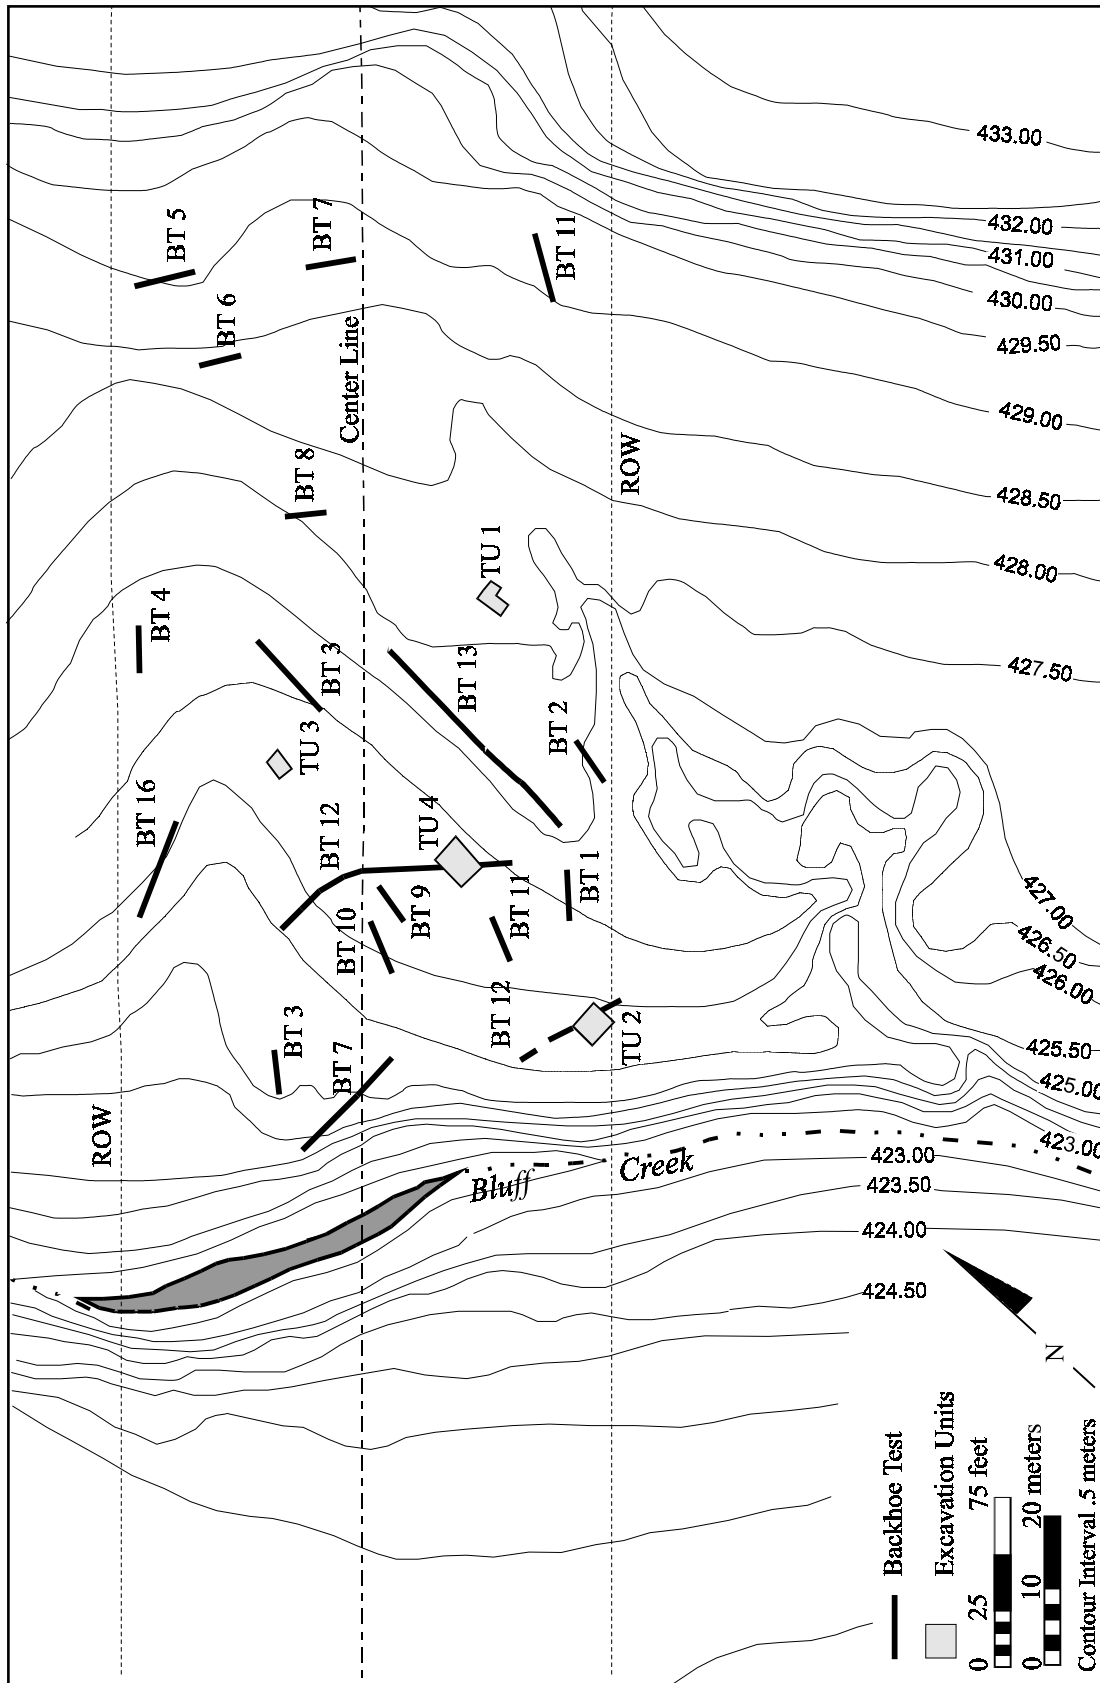 433.00
432.00
431.00
430.00
429.50
429.00
428.50
428.00
427.50
427.00
426.50
426.00
425.50
425.00
423.00
423.00
423.50
424.00
424.50
BT 5
BT 7
BT 11
BT 6
Center Line
ROW
BT 8
TU 1
BT 4
BT 3
BT 13
BT 2
TU 3
BT 16
BT 12
TU 4
BT 1
BT 9
BT 11
BT 10
BT 12
TU 2
BT 3
BT 7
ROW
Bluff Creek
N
Backhoe Test
Excavation Units
0 25 75 feet
0 10 20 meters
Contour Interval .5 meters